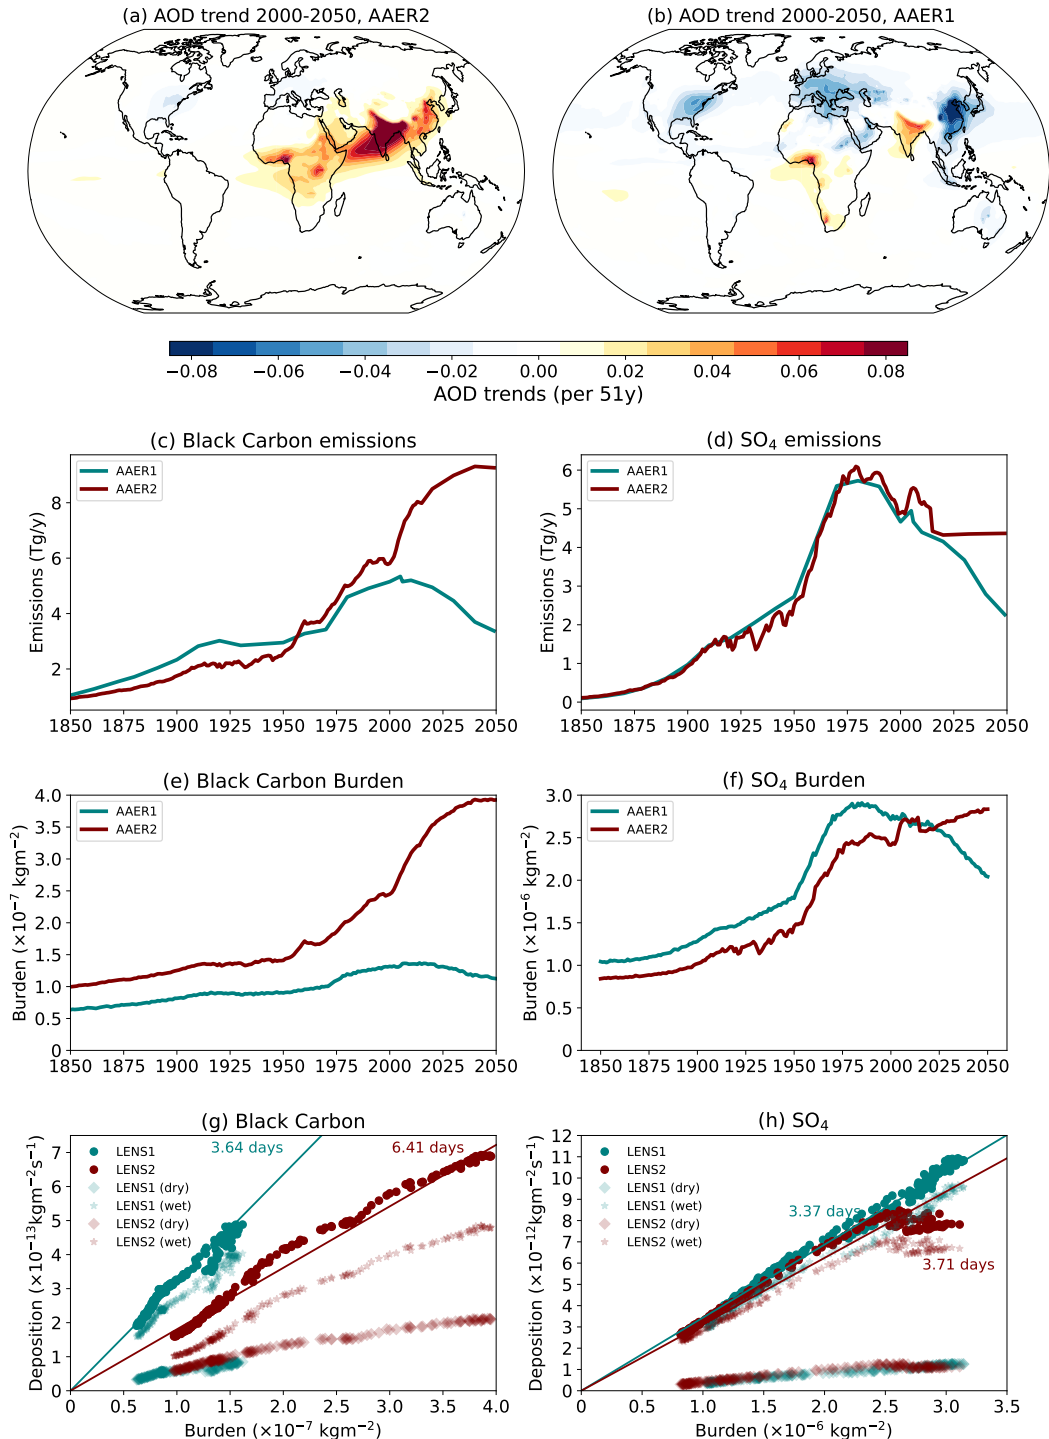 (a) AOD trend 2000-2050, AAER2
(b) AOD trend 2000-2050, AAER1
−0.08 −0.06 −0.04 −0.02 0.00 0.02 0.04 0.06 0.08
AOD trends (per 51y)
(c) Black Carbon emissions
AAER1
AAER2
Emissions (Tg/y)
8
6
4
2
1850 1875 1900 1925 1950 1975 2000 2025 2050
(d) SO₄ emissions
AAER1
AAER2
Emissions (Tg/y)
6
5
4
3
2
1
0
1850 1875 1900 1925 1950 1975 2000 2025 2050
(e) Black Carbon Burden
AAER1
AAER2
Burden (×10⁻⁷ kgm⁻²)
4.0
3.5
3.0
2.5
2.0
1.5
1.0
0.5
0
1850 1875 1900 1925 1950 1975 2000 2025 2050
(f) SO₄ Burden
AAER1
AAER2
Burden (×10⁻⁶ kgm⁻²)
3.0
2.5
2.0
1.5
1.0
0.5
0
1850 1875 1900 1925 1950 1975 2000 2025 2050
(g) Black Carbon
3.64 days
6.41 days
LENS1
LENS2
LENS1 (dry)
LENS1 (wet)
LENS2 (dry)
LENS2 (wet)
Deposition (×10⁻¹³kgm⁻²s⁻¹)
7
6
5
4
3
2
1
0
0 0.5 1.0 1.5 2.0 2.5 3.0 3.5 4.0
Burden (×10⁻⁷ kgm−2)
(h) SO₄
LENS1
LENS2
LENS1 (dry)
LENS1 (wet)
LENS2 (dry)
LENS2 (wet)
3.37 days
3.71 days
Deposition (×10⁻¹²kgm⁻²s⁻¹)
12
11
10
9
8
7
6
5
4
3
2
1
0
0 0.5 1.0 1.5 2.0 2.5 3.0 3.5
Burden (×10⁻⁶ kgm−2)